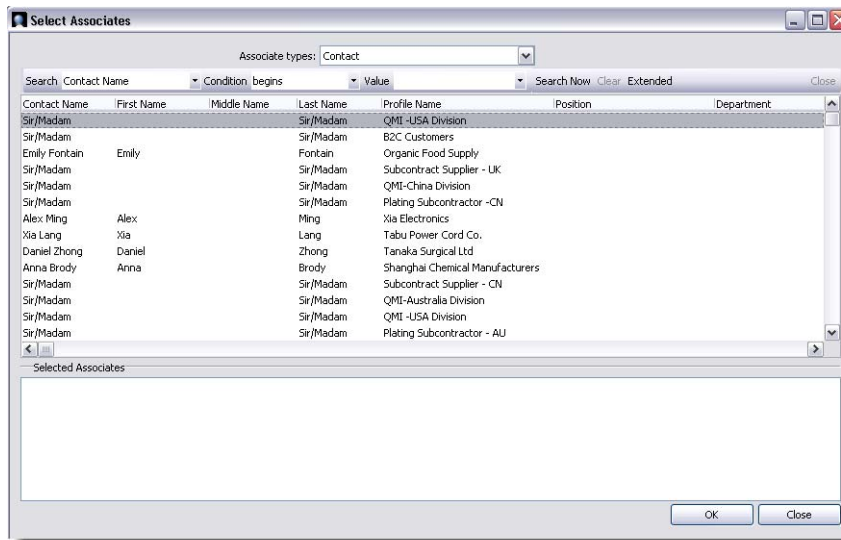 Select Associates
Associate types: Contact
Search Contact Name Condition begins Value Search Now Clear Extended Close
Contact Name First Name Middle Name Last Name Profile Name Position Department
Sir/Madam Sir/Madam QMI -USA Division
Sir/Madam Sir/Madam B2C Customers
Emily Fontain Emily Fontain Organic Food Supply
Sir/Madam Sir/Madam Subcontract Supplier - UK
Sir/Madam Sir/Madam QMI-China Division
Sir/Madam Sir/Madam Plating Subcontractor -CN
Alex Ming Alex Ming Xia Electronics
Xia Lang Xia Lang Tabu Power Cord Co.
Daniel Zhong Daniel Zhong Tanaka Surgical Ltd
Anna Brody Anna Brody Shanghai Chemical Manufacturers
Sir/Madam Sir/Madam Subcontract Supplier - CN
Sir/Madam Sir/Madam QMI-Australia Division
Sir/Madam Sir/Madam QMI -USA Division
Sir/Madam Sir/Madam Plating Subcontractor - AU
Selected Associates
OK Close